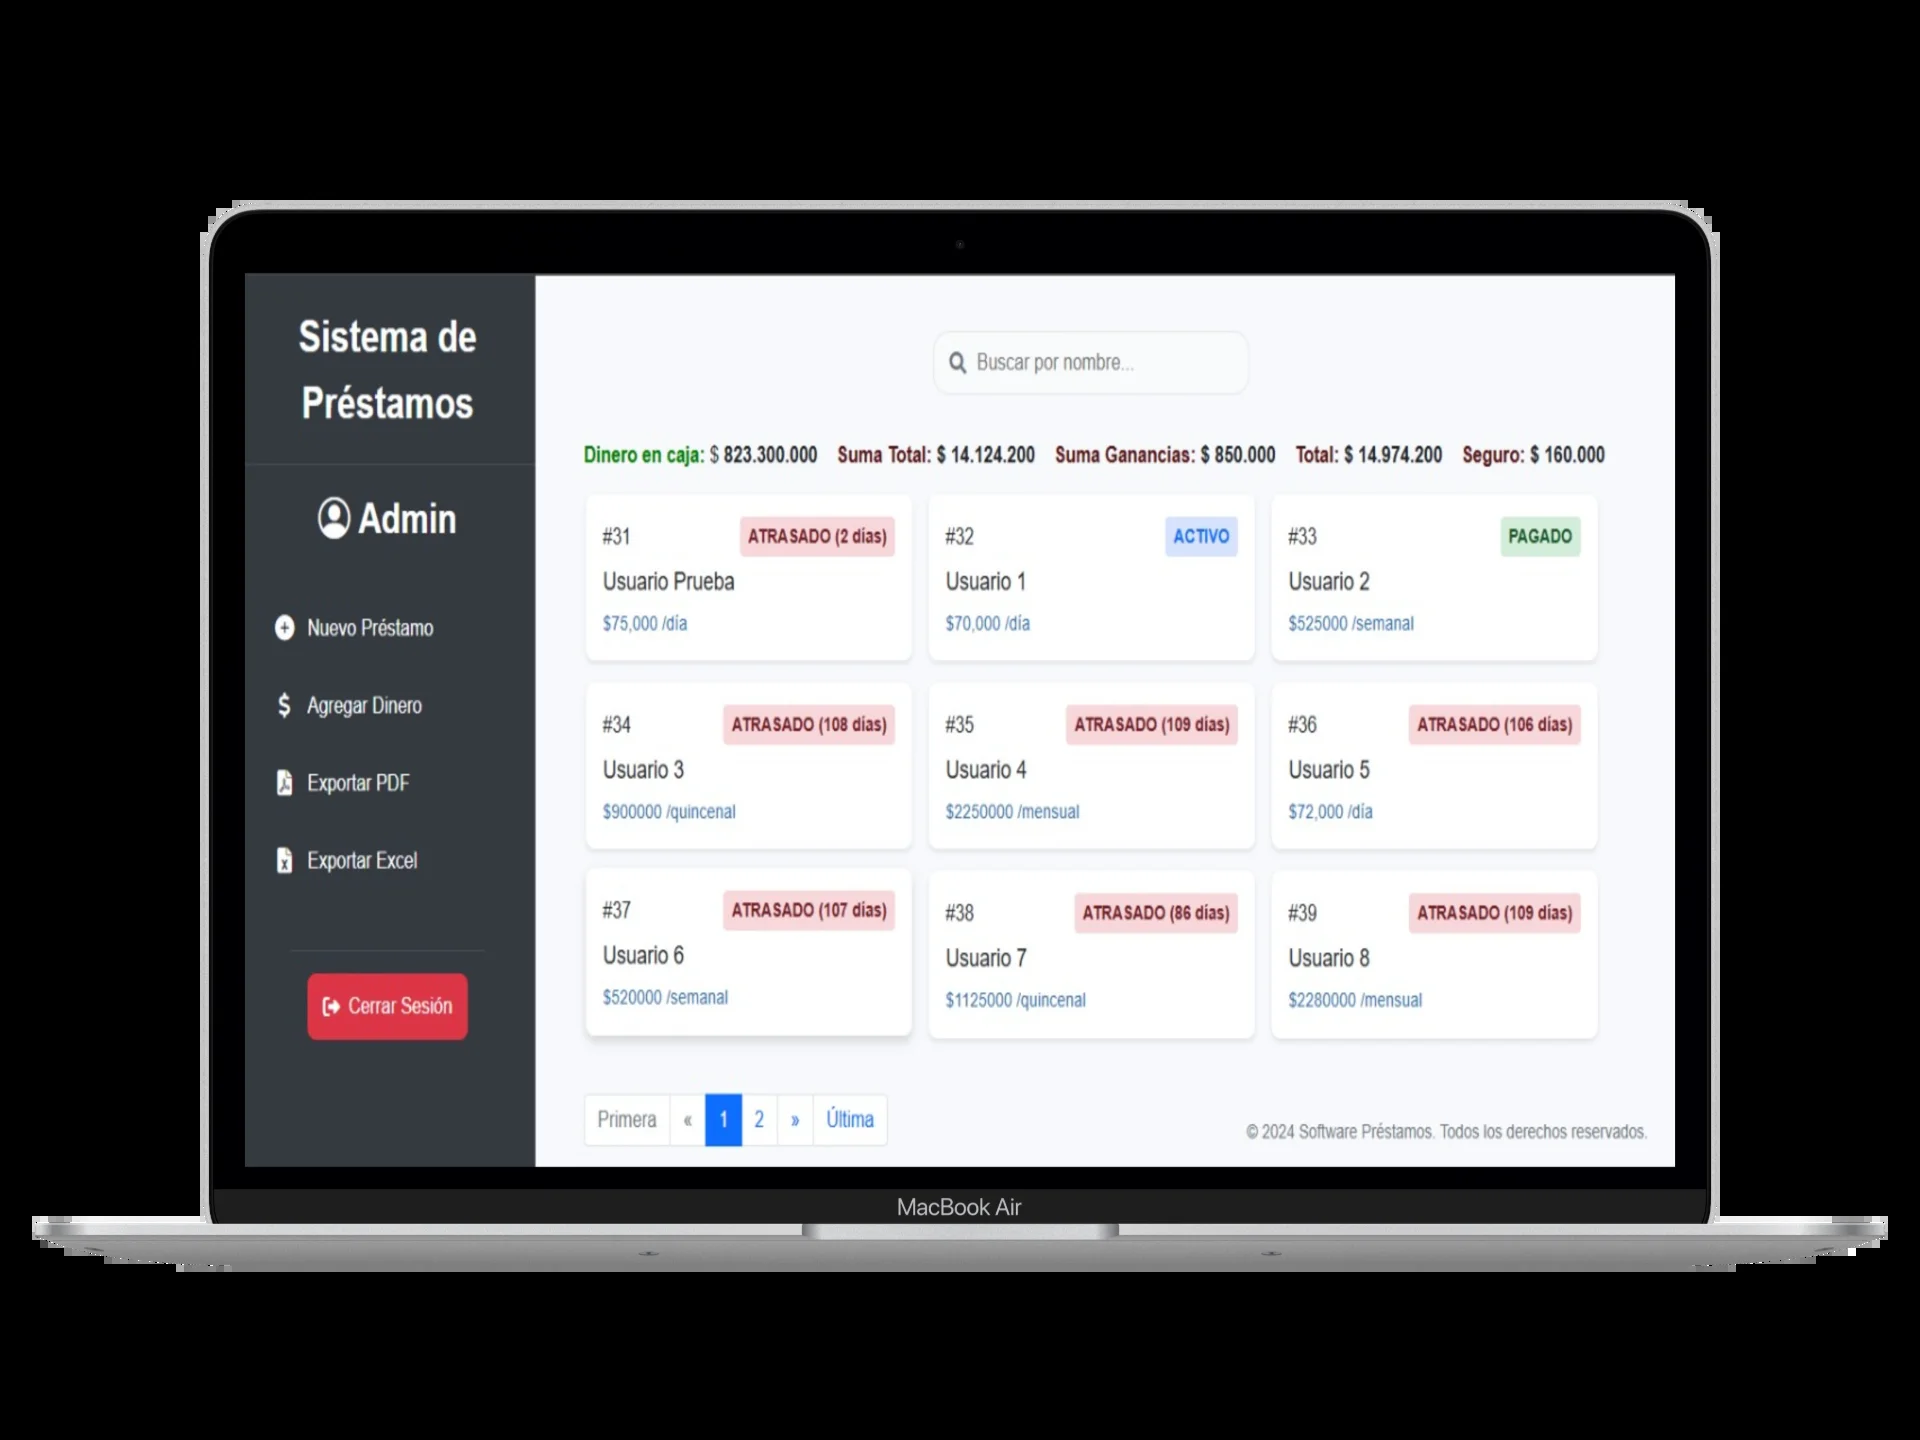 Sistema de
Préstamos
Admin
Nuevo Préstamo
Agregar Dinero
Exportar PDF
Exportar Excel
Cerrar Sesión
Buscar por nombre...
Dinero en caja: $ 823.300.000 Suma Total: $ 14.124.200 Suma Ganancias: $ 850.000 Total: $ 14.974.200 Seguro: $ 160.000
#31 ATRASADO (2 días)
Usuario Prueba
$75,000 /día
#32 ACTIVO
Usuario 1
$70,000 /día
#33 PAGADO
Usuario 2
$525000 /semanal
#34 ATRASADO (108 días)
Usuario 3
$900000 /quincenal
#35 ATRASADO (109 días)
Usuario 4
$2250000 /mensual
#36 ATRASADO (106 días)
Usuario 5
$72,000 /día
#37 ATRASADO (107 días)
Usuario 6
$520000 /semanal
#38 ATRASADO (86 días)
Usuario 7
$1125000 /quincenal
#39 ATRASADO (109 días)
Usuario 8
$2280000 /mensual
Primera « 1 2 » Última
© 2024 Software Préstamos. Todos los derechos reservados.
MacBook Air